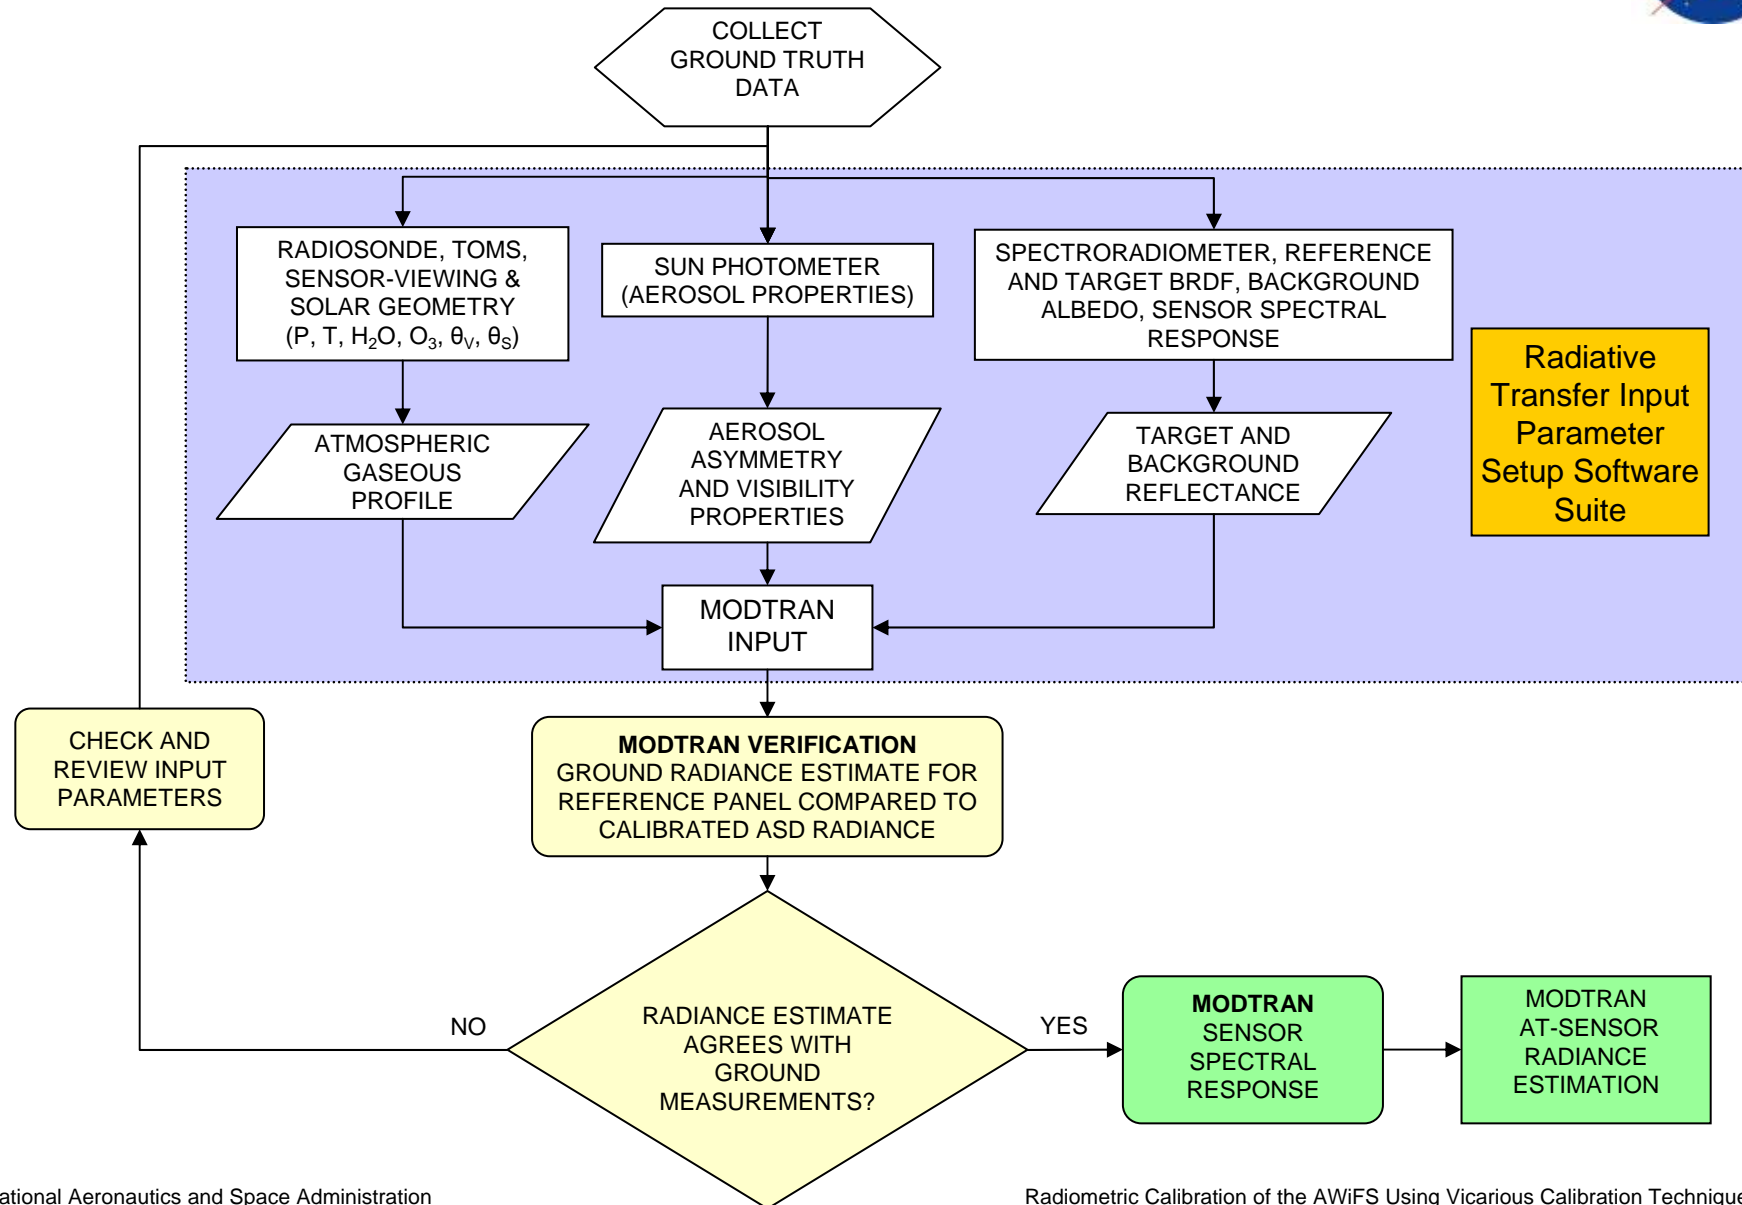 COLLECT
GROUND TRUTH
DATA
RADIOSONDE, TOMS,
SENSOR-VIEWING &
SOLAR GEOMETRY
(P, T, H₂O, O₃, θ_V, θ_S)
SUN PHOTOMETER
(AEROSOL PROPERTIES)
SPECTRORADIOMETER, REFERENCE
AND TARGET BRDF, BACKGROUND
ALBEDO, SENSOR SPECTRAL
RESPONSE
Radiative
Transfer Input
Parameter
Setup Software
Suite
ATMOSPHERIC
GASEOUS
PROFILE
AEROSOL
ASYMMETRY
AND VISIBILITY
PROPERTIES
TARGET AND
BACKGROUND
REFLECTANCE
MODTRAN
INPUT
CHECK AND
REVIEW INPUT
PARAMETERS
MODTRAN VERIFICATION
GROUND RADIANCE ESTIMATE FOR
REFERENCE PANEL COMPARED TO
CALIBRATED ASD RADIANCE
NO
RADIANCE ESTIMATE
AGREES WITH
GROUND
MEASUREMENTS?
YES
MODTRAN
SENSOR
SPECTRAL
RESPONSE
MODTRAN
AT-SENSOR
RADIANCE
ESTIMATION
ational Aeronautics and Space Administration
Radiometric Calibration of the AWiFS Using Vicarious Calibration Technique